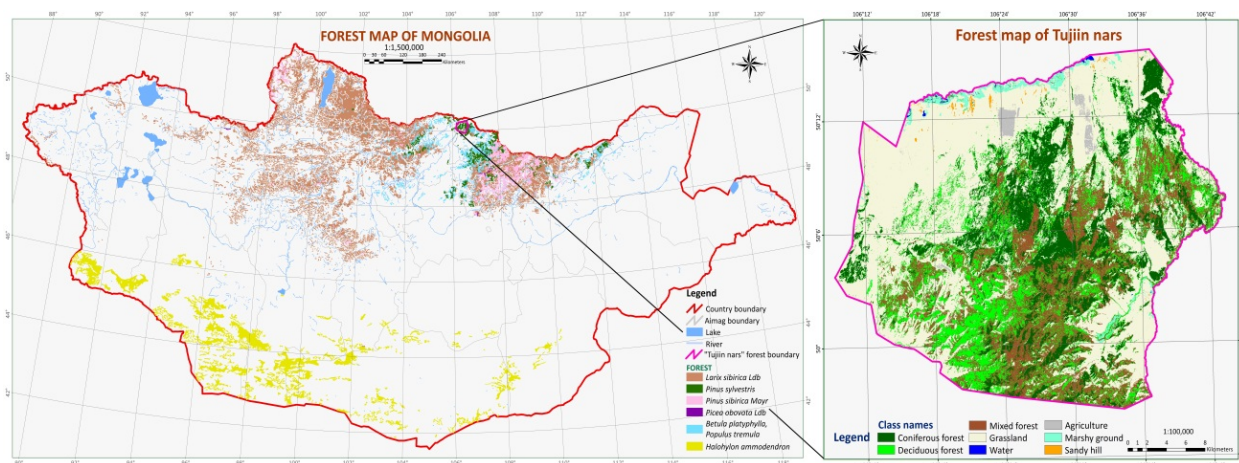 FOREST MAP OF MONGOLIA
1:1,500,000
Kilometers
Legend
Country boundary
Aimag boundary
Lake
River
"Tujiin nars" forest boundary
FOREST
Larix sibirica Ldb
Pinus sylvestris
Pinus sibirica Mayr
Picea obovata Ldb
Betula platyphylla,
Populus tremula
Halohylon ammodendron
Forest map of Tujiin nars
106°12' 106°18' 106°24' 106°30' 106°36' 106°42'
50°12'
50°6'
50°
Legend
Class names
Coniferous forest
Deciduous forest
Mixed forest
Grassland
Water
Agriculture
Marshy ground
Sandy hill
1:100,000
0 1 2 4 6 8
Kilometers